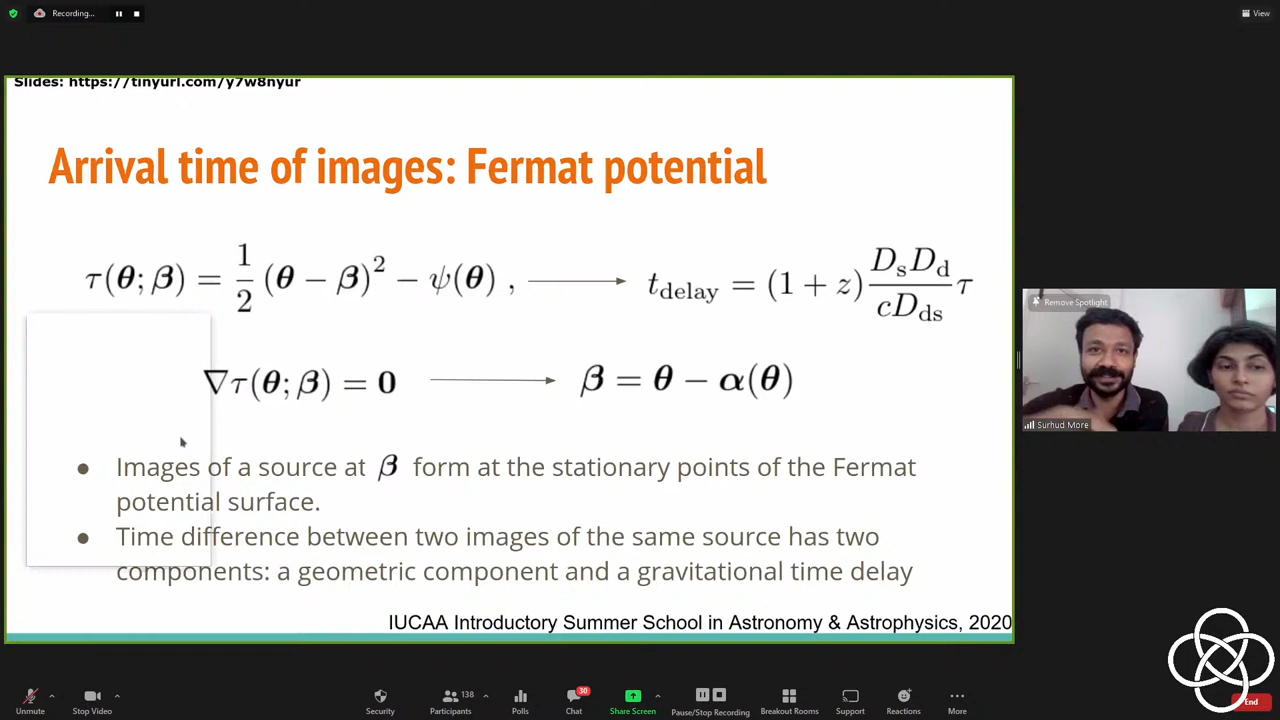 Recording...
View
Slides: https://tinyurl.com/y7w8nyur
Arrival time of images: Fermat potential
τ(θ; β) = 1/2 (θ − β)² − ψ(θ) ,
t_delay = (1 + z) D_s D_d / c D_ds τ
∇τ(θ; β) = 0
β = θ − α(θ)
● Images of a source at β form at the stationary points of the Fermat
potential surface.
● Time difference between two images of the same source has two
components: a geometric component and a gravitational time delay
IUCAA Introductory Summer School in Astronomy & Astrophysics, 2020
Remove Spotlight
Surhud More
Unmute
Stop Video
Security
Participants 138
Polls
Chat 30
Share Screen
Pause/Stop Recording
Breakout Rooms
Support
Reactions
More
End